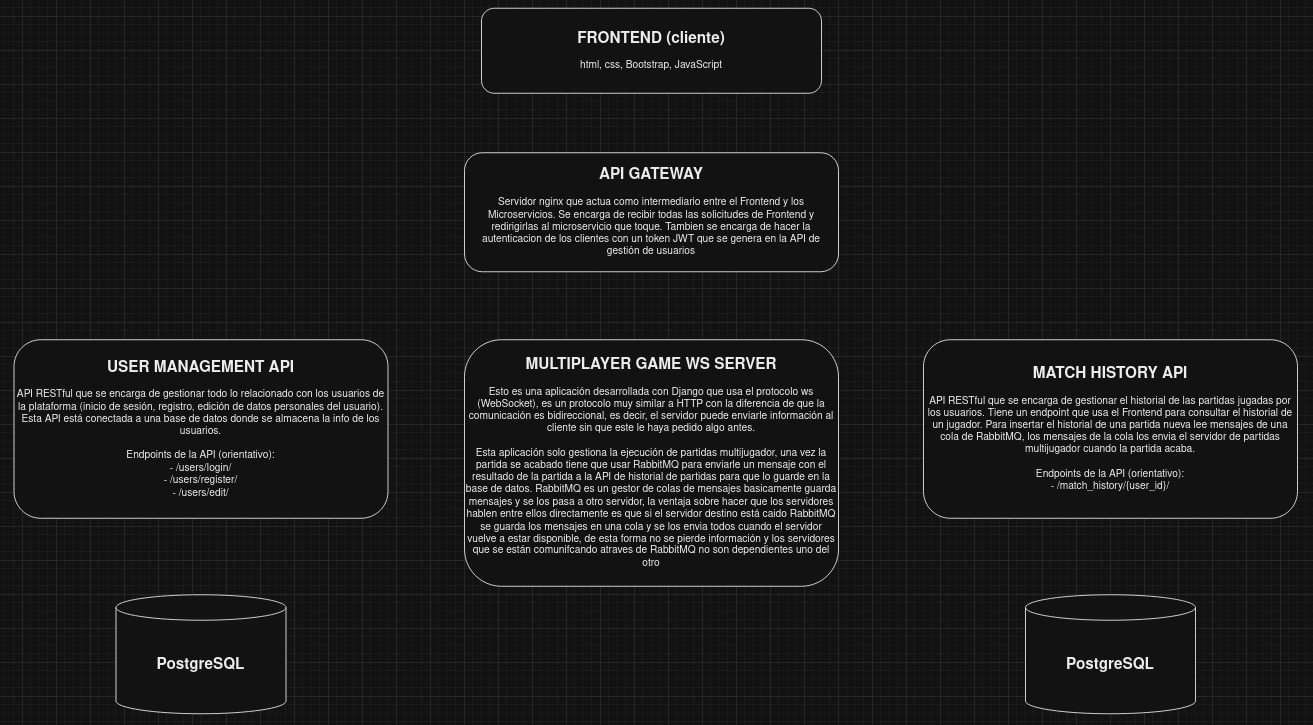 FRONTEND (cliente)
html, css, Bootstrap, JavaScript
API GATEWAY
Servidor nginx que actua como intermediario entre el Frontend y los
Microservicios. Se encarga de recibir todas las solicitudes de Frontend y
redirigirlas al microservicio que toque. Tambien se encarga de hacer la
autenticacion de los clientes con un token JWT que se genera en la API de
gestión de usuarios
USER MANAGEMENT API
API RESTful que se encarga de gestionar todo lo relacionado con los usuarios de
la plataforma (inicio de sesión, registro, edición de datos personales del usuario).
Esta API está conectada a una base de datos donde se almacena la info de los
usuarios.
Endpoints de la API (orientativo):
- /users/login/
- /users/register/
- /users/edit/
MULTIPLAYER GAME WS SERVER
Esto es una aplicación desarrollada con Django que usa el protocolo ws
(WebSocket), es un protocolo muy similar a HTTP con la diferencia de que la
comunicación es bidireccional, es decir, el servidor puede enviarle información al
cliente sin que este le haya pedido algo antes.
Esta aplicación solo gestiona la ejecución de partidas multijugador, una vez la
partida se acabado tiene que usar RabbitMQ para enviarle un mensaje con el
resultado de la partida a la API de historial de partidas para que lo guarde en la
base de datos. RabbitMQ es un gestor de colas de mensajes basicamente guarda
mensajes y se los pasa a otro servidor, la ventaja sobre hacer que los servidores
hablen entre ellos directamente es que si el servidor destino está caido RabbitMQ
se guarda los mensajes en una cola y se los envia todos cuando el servidor
vuelve a estar disponible, de esta forma no se pierde información y los servidores
que se están comunifcando atraves de RabbitMQ no son dependientes uno del
otro
MATCH HISTORY API
API RESTful que se encarga de gestionar el historial de las partidas jugadas por
los usuarios. Tiene un endpoint que usa el Frontend para consultar el historial de
un jugador. Para insertar el historial de una partida nueva lee mensajes de una
cola de RabbitMQ, los mensajes de la cola los envia el servidor de partidas
multijugador cuando la partida acaba.
Endpoints de la API (orientativo):
- /match_history/{user_id}/
PostgreSQL
PostgreSQL